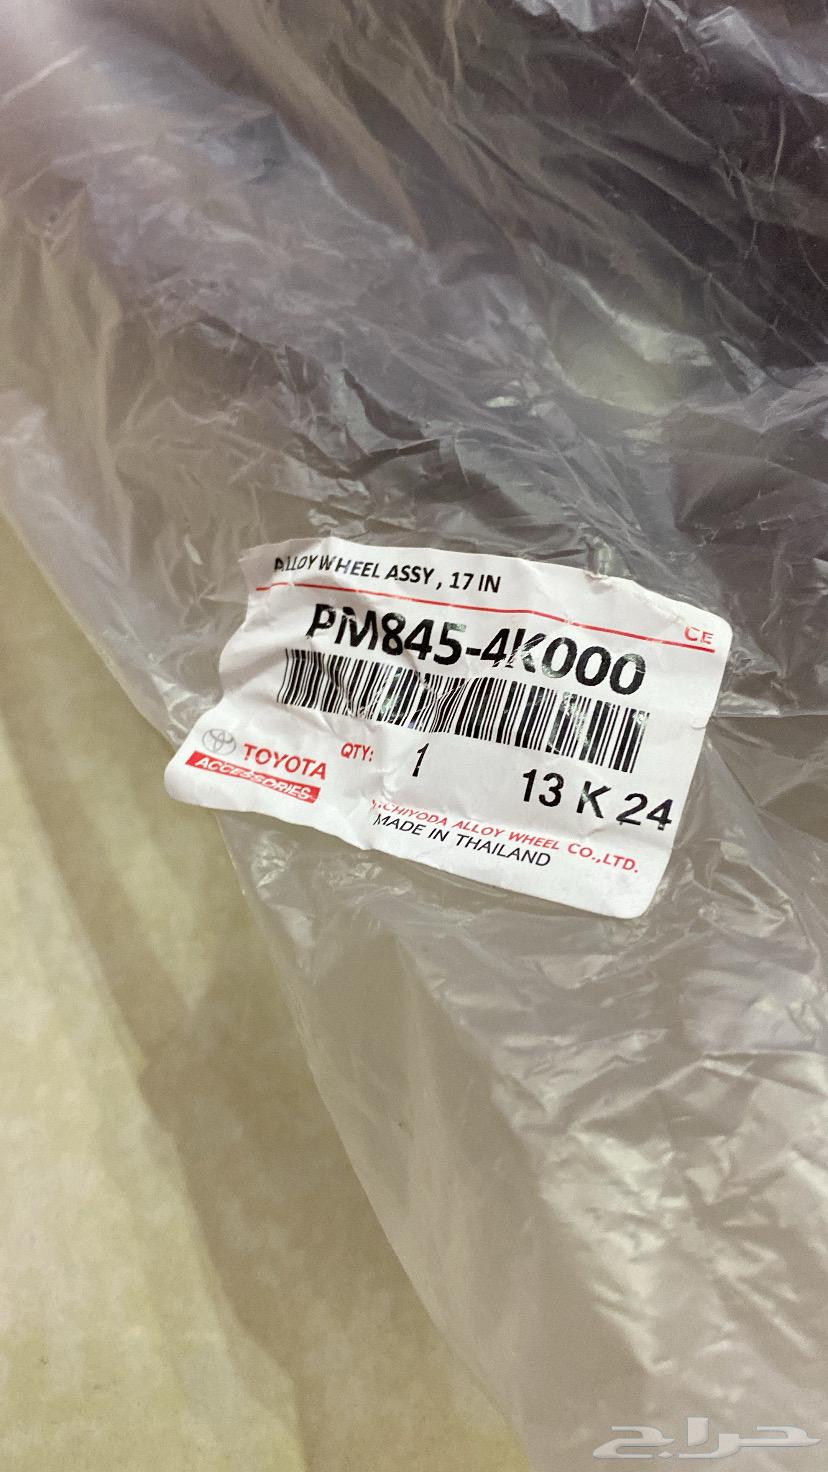 ALLOY WHEEL ASSY , 17 IN
CE
PM845-4K000
QTY: 1
TOYOTA
ACCESSORIES
13 K 24
CHIYODA ALLOY WHEEL CO.,LTD.
MADE IN THAILAND
حراج